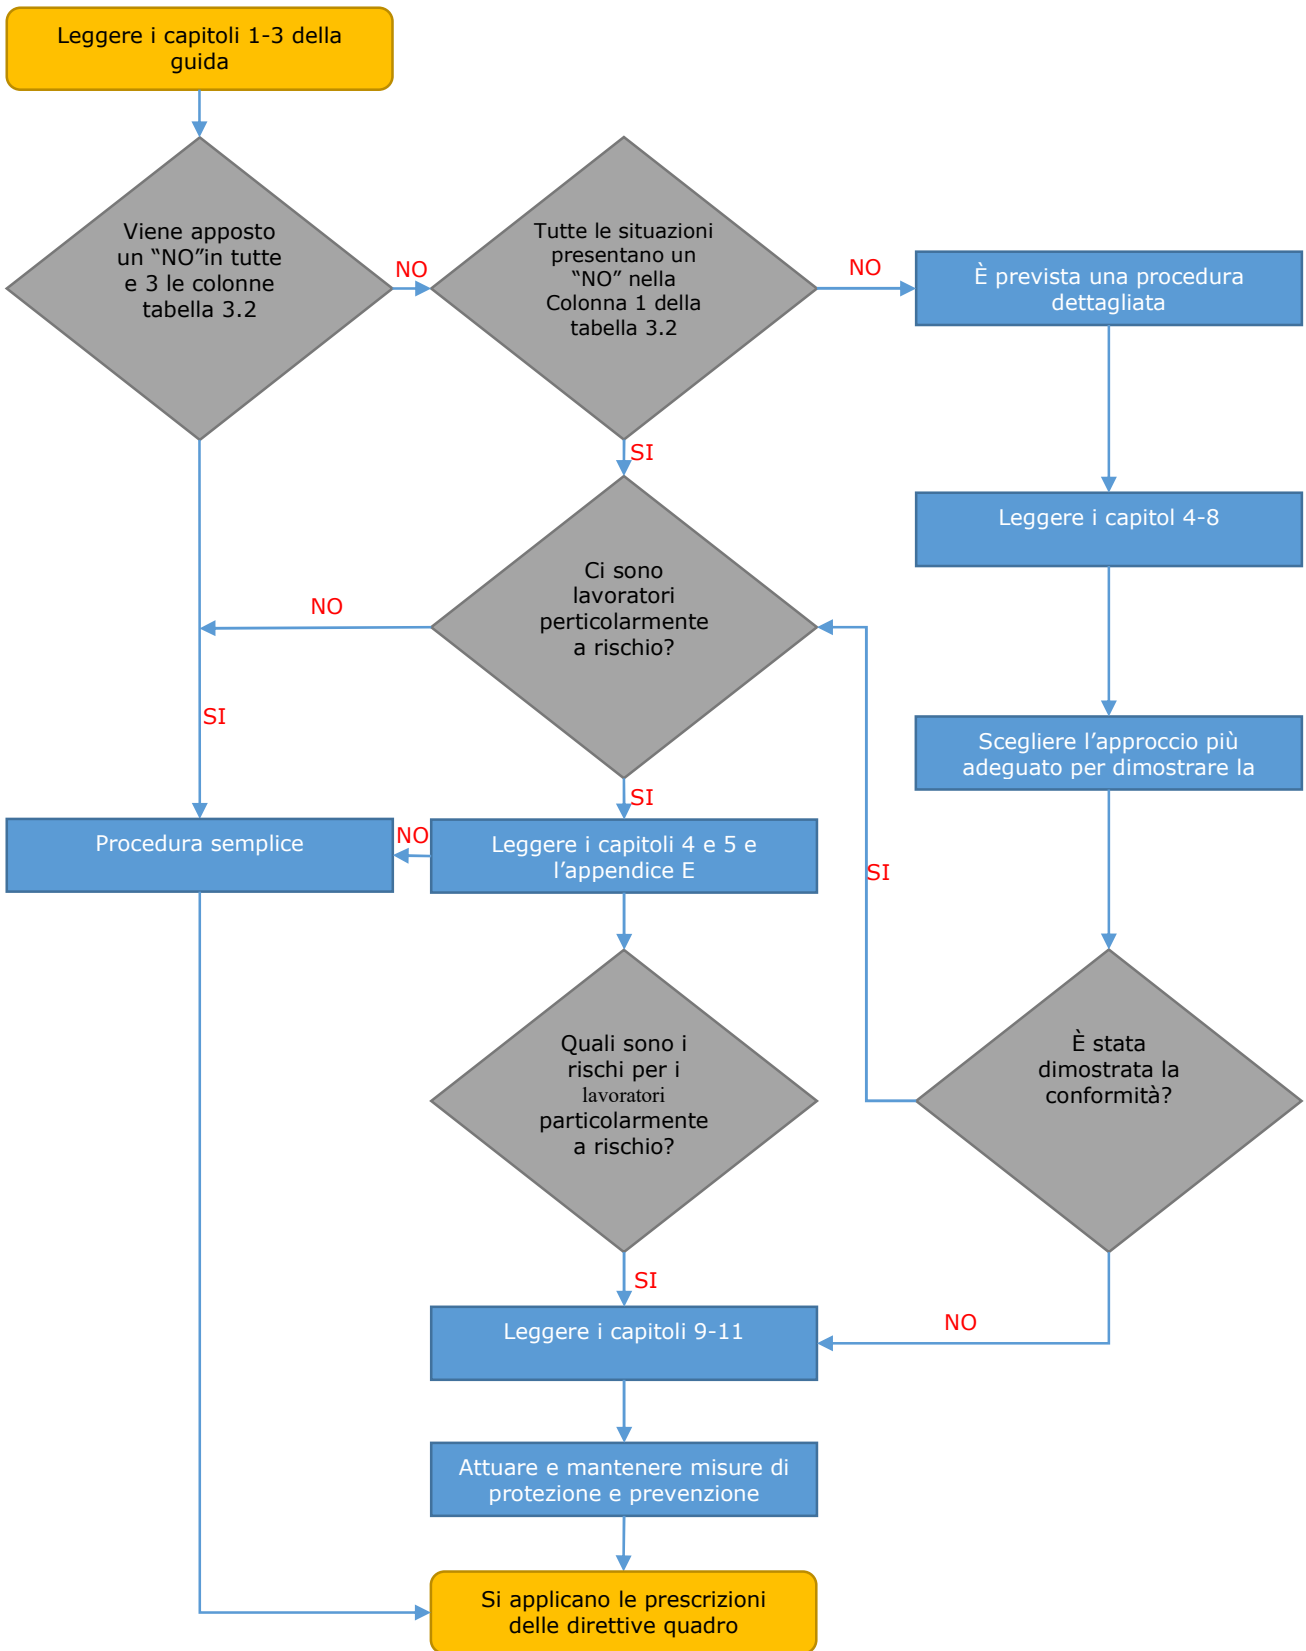 Leggere i capitoli 1-3 della
guida
Viene apposto
un “NO”in tutte
e 3 le colonne
tabella 3.2
NO
Tutte le situazioni
presentano un
“NO” nella
Colonna 1 della
tabella 3.2
NO
È prevista una procedura
dettagliata
SI
Leggere i capitol 4-8
Ci sono
lavoratori
perticolarmente
a rischio?
NO
SI
Scegliere l’approccio più
adeguato per dimostrare la
SI
Procedura semplice
NO
Leggere i capitoli 4 e 5 e
l’appendice E
SI
Quali sono i
rischi per i
lavoratori
particolarmente
a rischio?
È stata
dimostrata la
conformità?
SI
Leggere i capitoli 9-11
NO
Attuare e mantenere misure di
protezione e prevenzione
Si applicano le prescrizioni
delle direttive quadro